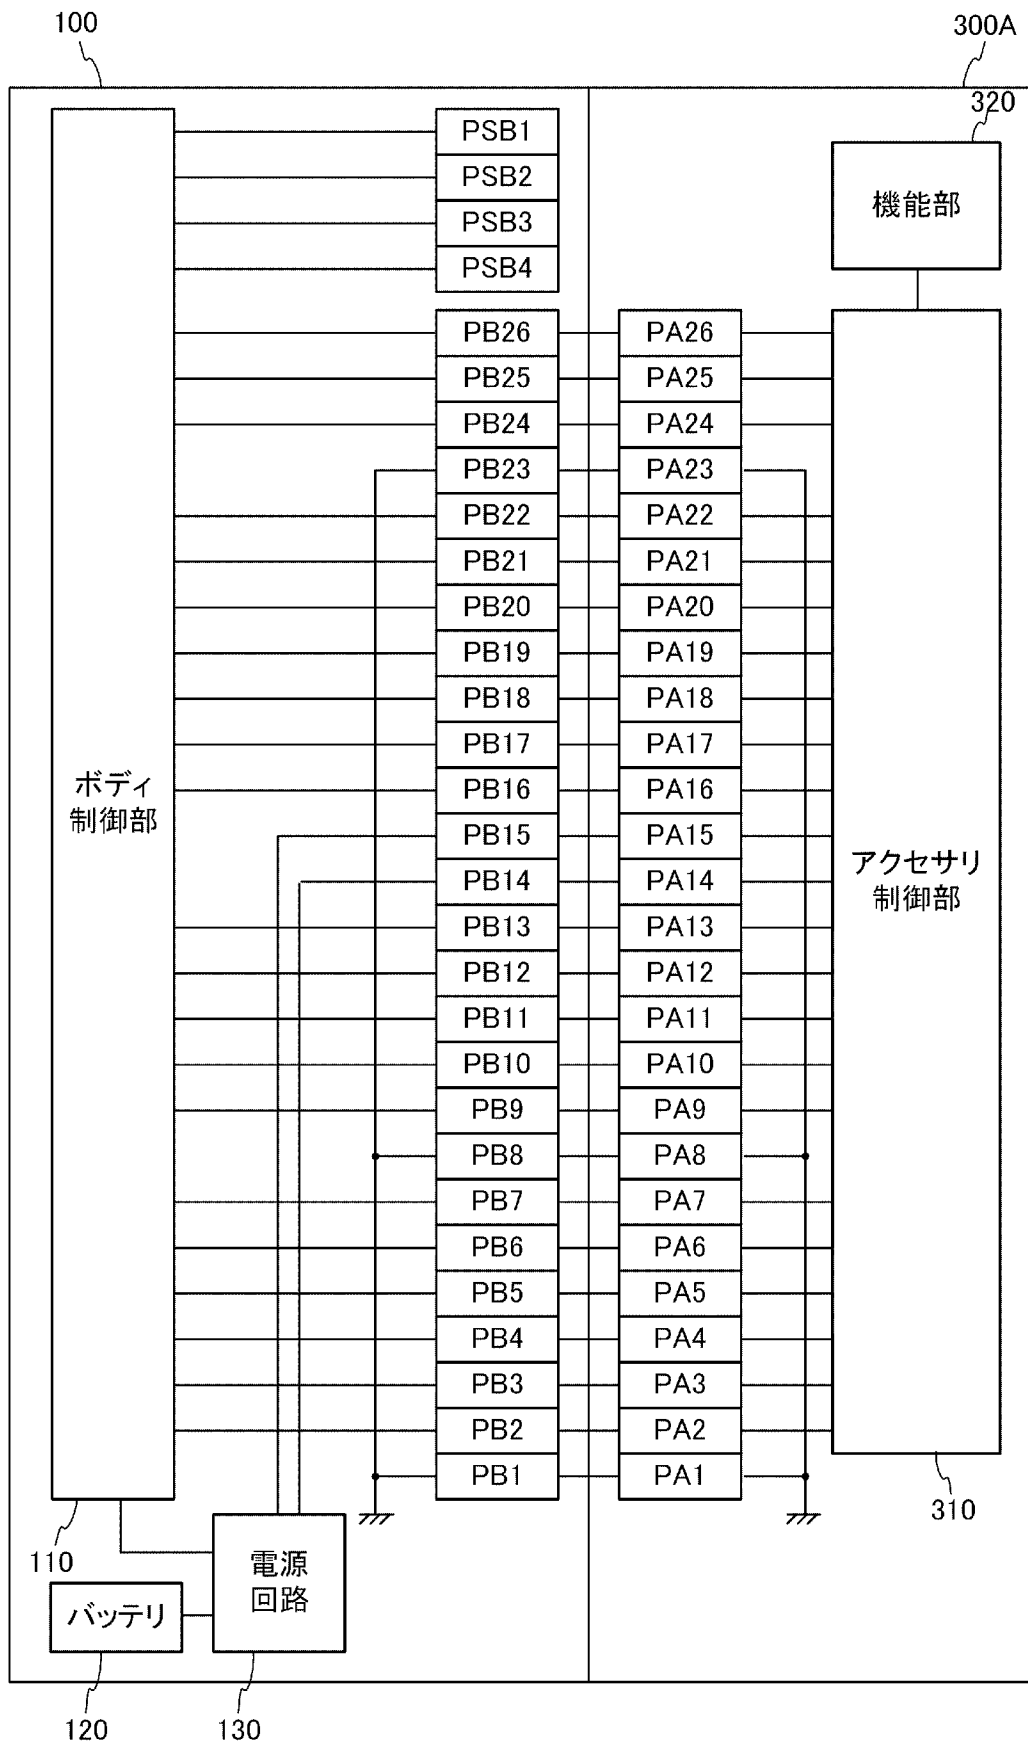 100
300A
320
PSB1
PSB2
PSB3
PSB4
機能部
PB26 PA26
PB25 PA25
PB24 PA24
PB23 PA23
PB22 PA22
PB21 PA21
PB20 PA20
PB19 PA19
PB18 PA18
PB17 PA17
PB16 PA16
PB15 PA15
PB14 PA14
PB13 PA13
PB12 PA12
PB11 PA11
PB10 PA10
PB9 PA9
PB8 PA8
PB7 PA7
PB6 PA6
PB5 PA5
PB4 PA4
PB3 PA3
PB2 PA2
PB1 PA1
ボディ
制御部
アクセサリ
制御部
310
110
電源
回路
バッテリ
120
130